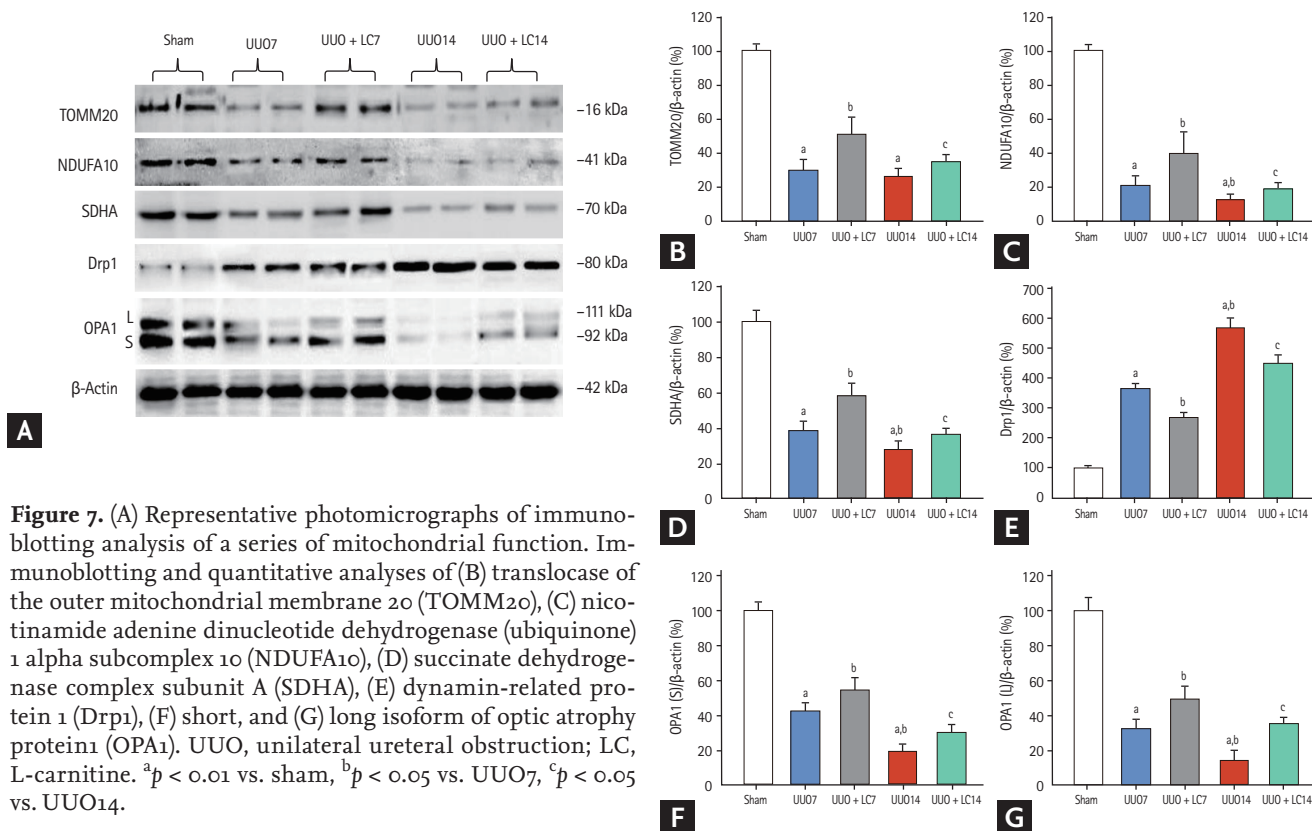 Sham
UUO7
UUO + LC7
UUO14
UUO + LC14
TOMM20
–16 kDa
NDUFA10
–41 kDa
SDHA
–70 kDa
Drp1
–80 kDa
OPA1
L
S
–111 kDa
–92 kDa
β-Actin
–42 kDa
A
TOMM20/β-actin (%)
120
100
80
60
40
20
0
a
b
a
c
Sham
UUO7
UUO + LC7
UUO14
UUO + LC14
B
NDUFA10/β-actin (%)
120
100
80
60
40
20
0
a
b
a,b
c
Sham
UUO7
UUO + LC7
UUO14
UUO + LC14
C
SDHA/β-actin (%)
120
100
80
60
40
20
0
a
b
a,b
c
Sham
UUO7
UUO + LC7
UUO14
UUO + LC14
D
Drp1/β-actin (%)
700
600
500
400
300
200
100
0
a
b
a,b
c
Sham
UUO7
UUO + LC7
UUO14
UUO + LC14
E
OPA1 (S)/β-actin (%)
120
100
80
60
40
20
0
a
b
a,b
c
Sham
UUO7
UUO + LC7
UUO14
UUO + LC14
F
OPA1 (L)/β-actin (%)
120
100
80
60
40
20
0
a
b
a,b
c
Sham
UUO7
UUO + LC7
UUO14
UUO + LC14
G
Figure 7. (A) Representative photomicrographs of immuno-
blotting analysis of a series of mitochondrial function. Im-
munoblotting and quantitative analyses of (B) translocase of
the outer mitochondrial membrane 20 (TOMM20), (C) nico-
tinamide adenine dinucleotide dehydrogenase (ubiquinone)
1 alpha subcomplex 10 (NDUFA10), (D) succinate dehydroge-
nase complex subunit A (SDHA), (E) dynamin-related pro-
tein 1 (Drp1), (F) short, and (G) long isoform of optic atrophy
protein1 (OPA1). UUO, unilateral ureteral obstruction; LC,
L-carnitine. ᵃp < 0.01 vs. sham, ᵇp < 0.05 vs. UUO7, ᶜp < 0.05
vs. UUO14.